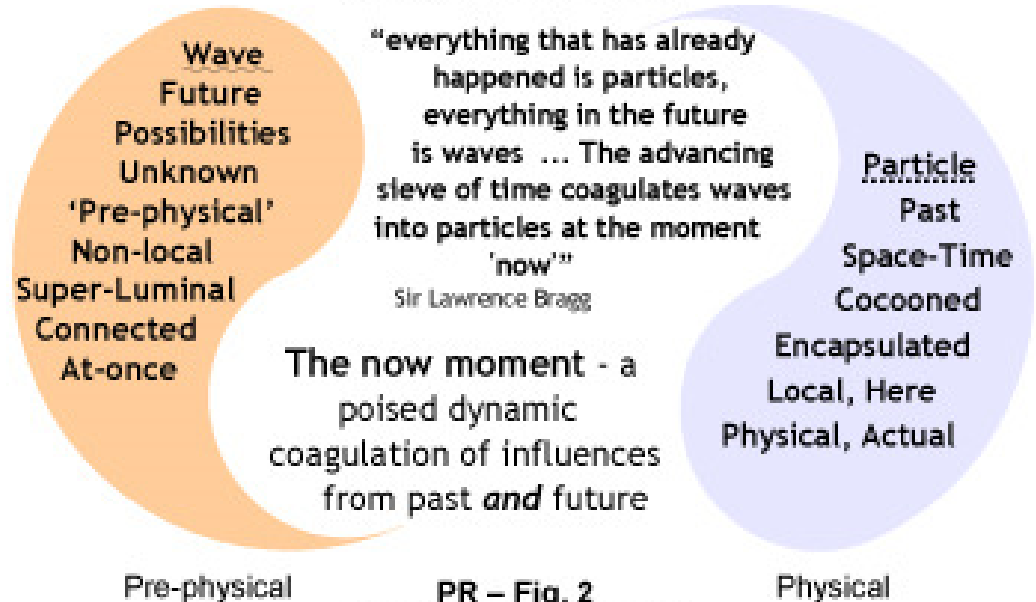 Wave
Future
Possibilities
Unknown
‘Pre-physical’
Non-local
Super-Luminal
Connected
At-once
“everything that has already
happened is particles,
everything in the future
is waves ... The advancing
sieve of time coagulates waves
into particles at the moment
'now'”
Sir Lawrence Bragg
The now moment - a
poised dynamic
coagulation of influences
from past and future
Particle
Past
Space-Time
Cocooned
Encapsulated
Local, Here
Physical, Actual
Pre-physical
PR – Fig. 2
Physical